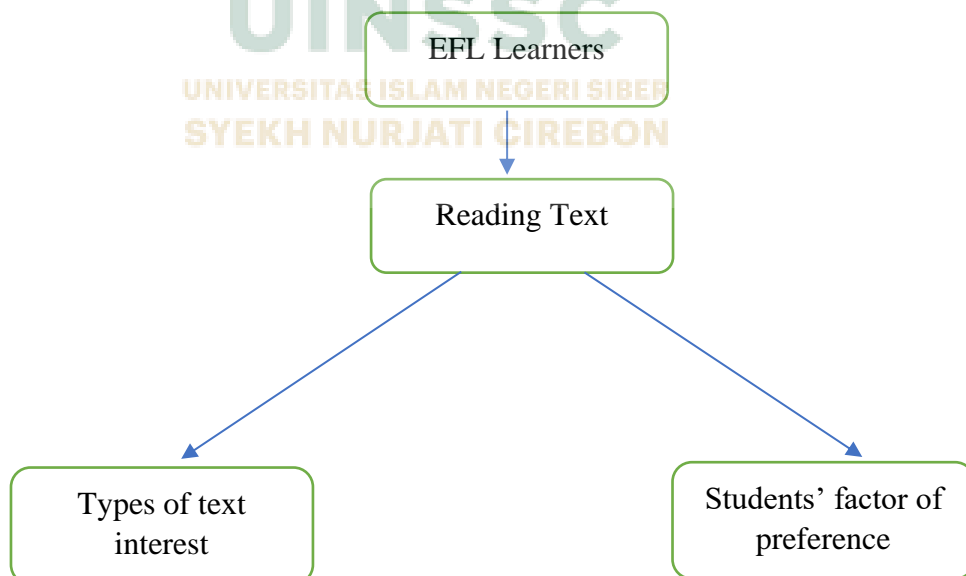 UINSSC
EFL Learners
UNIVERSITAS ISLAM NEGERI SIBER
SYEKH NURJATI CIREBON
Reading Text
Types of text
interest
Students’ factor of
preference